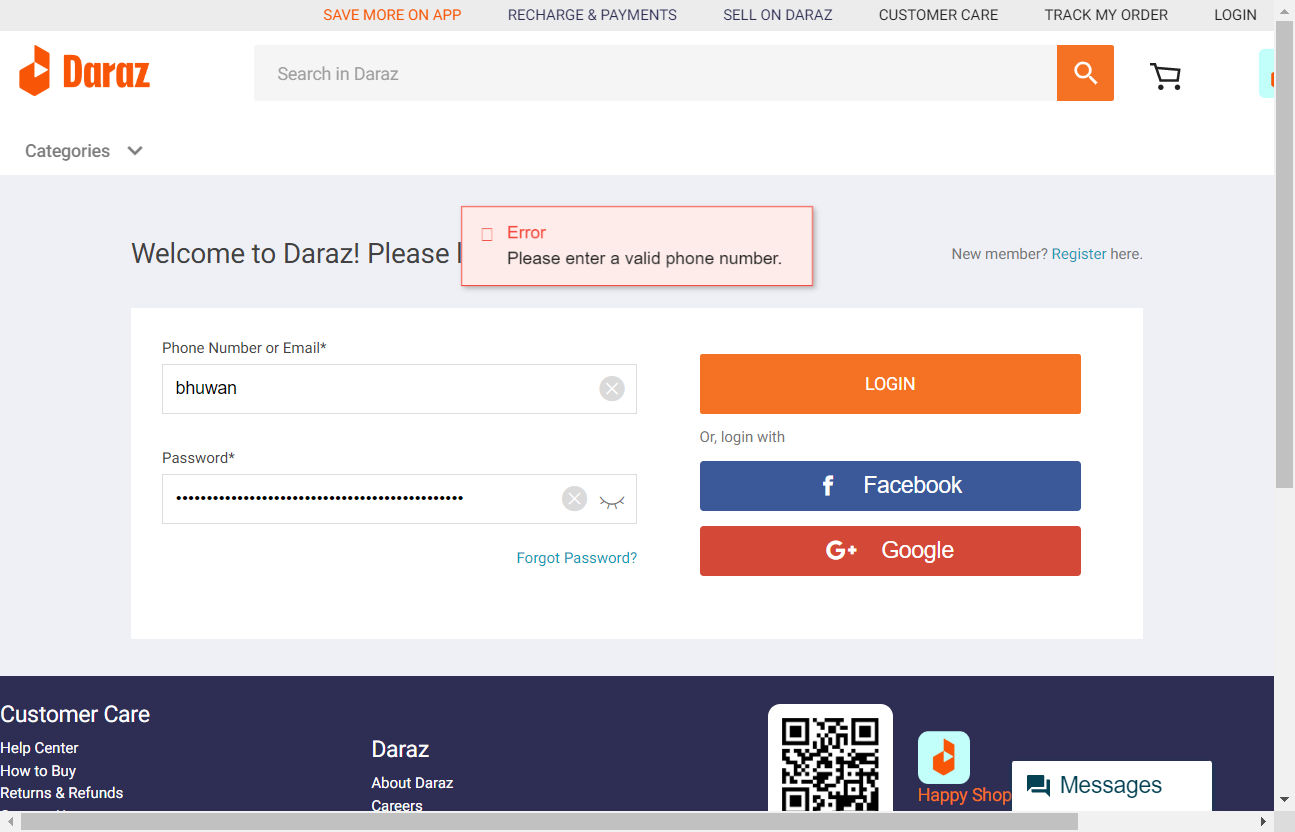 SAVE MORE ON APP RECHARGE & PAYMENTS SELL ON DARAZ CUSTOMER CARE TRACK MY ORDER LOGIN
Daraz
Search in Daraz
Categories
Error
Please enter a valid phone number.
Welcome to Daraz! Please
New member? Register here.
Phone Number or Email*
bhuwan
LOGIN
Or, login with
Password*
Facebook
Forgot Password?
Google
Customer Care
Help Center
How to Buy
Returns & Refunds
Daraz
About Daraz
Careers
Happy Shop
Messages